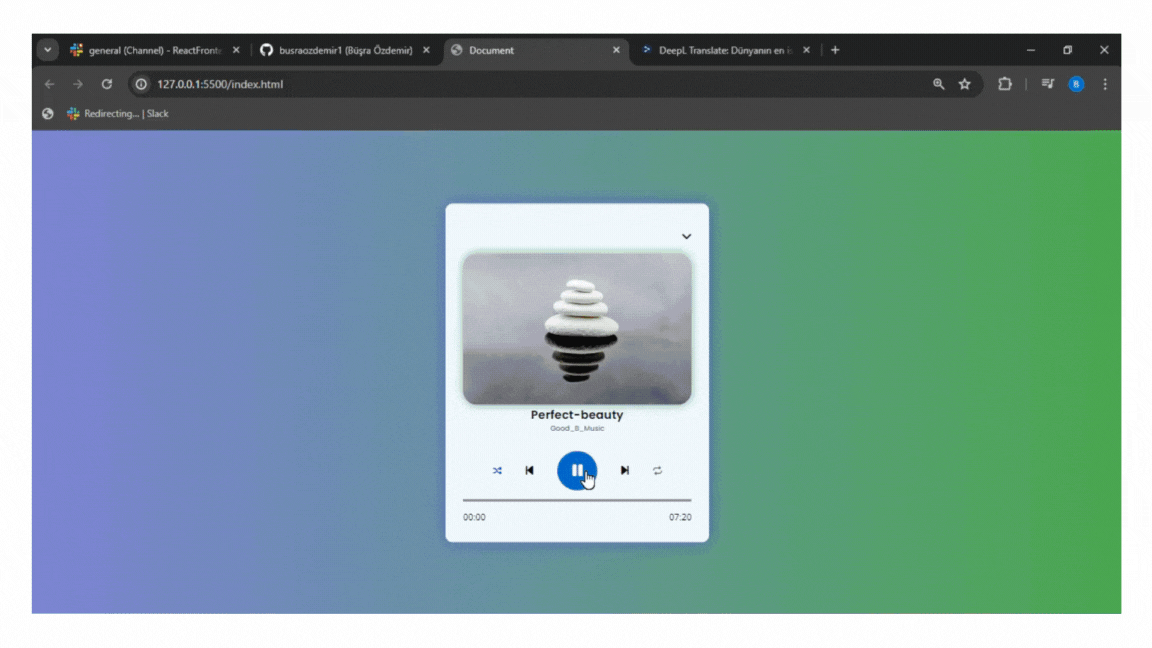 general (Channel) - ReactFront
busraozdemir1 (Büşra Özdemir)
Document
DeepL Translate: Dünyanın en i
127.0.0.1:5500/index.html
B
Redirecting... | Slack
Perfect-beauty
Good_B_Music
00:00
07:20